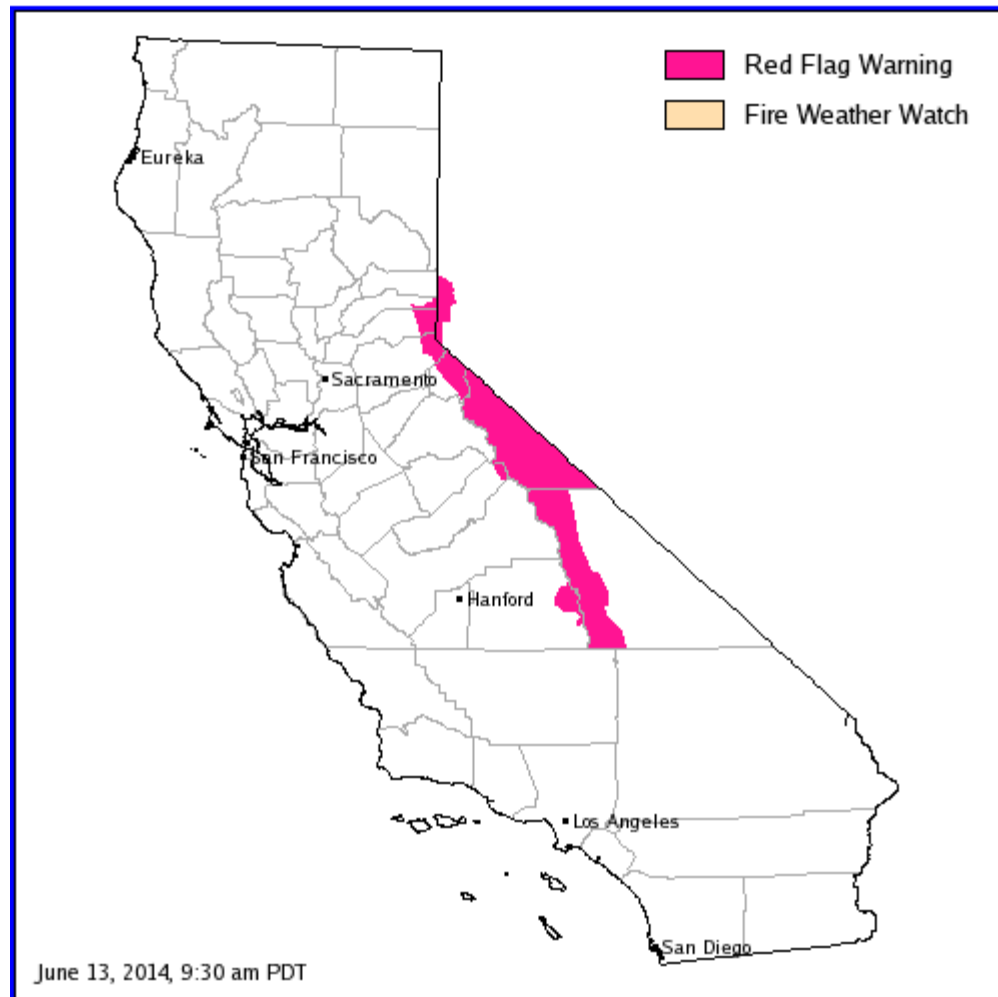 Red Flag Warning
Fire Weather Watch
Eureka
Sacramento
San Francisco
Hanford
Los Angeles
San Diego
June 13, 2014, 9:30 am PDT